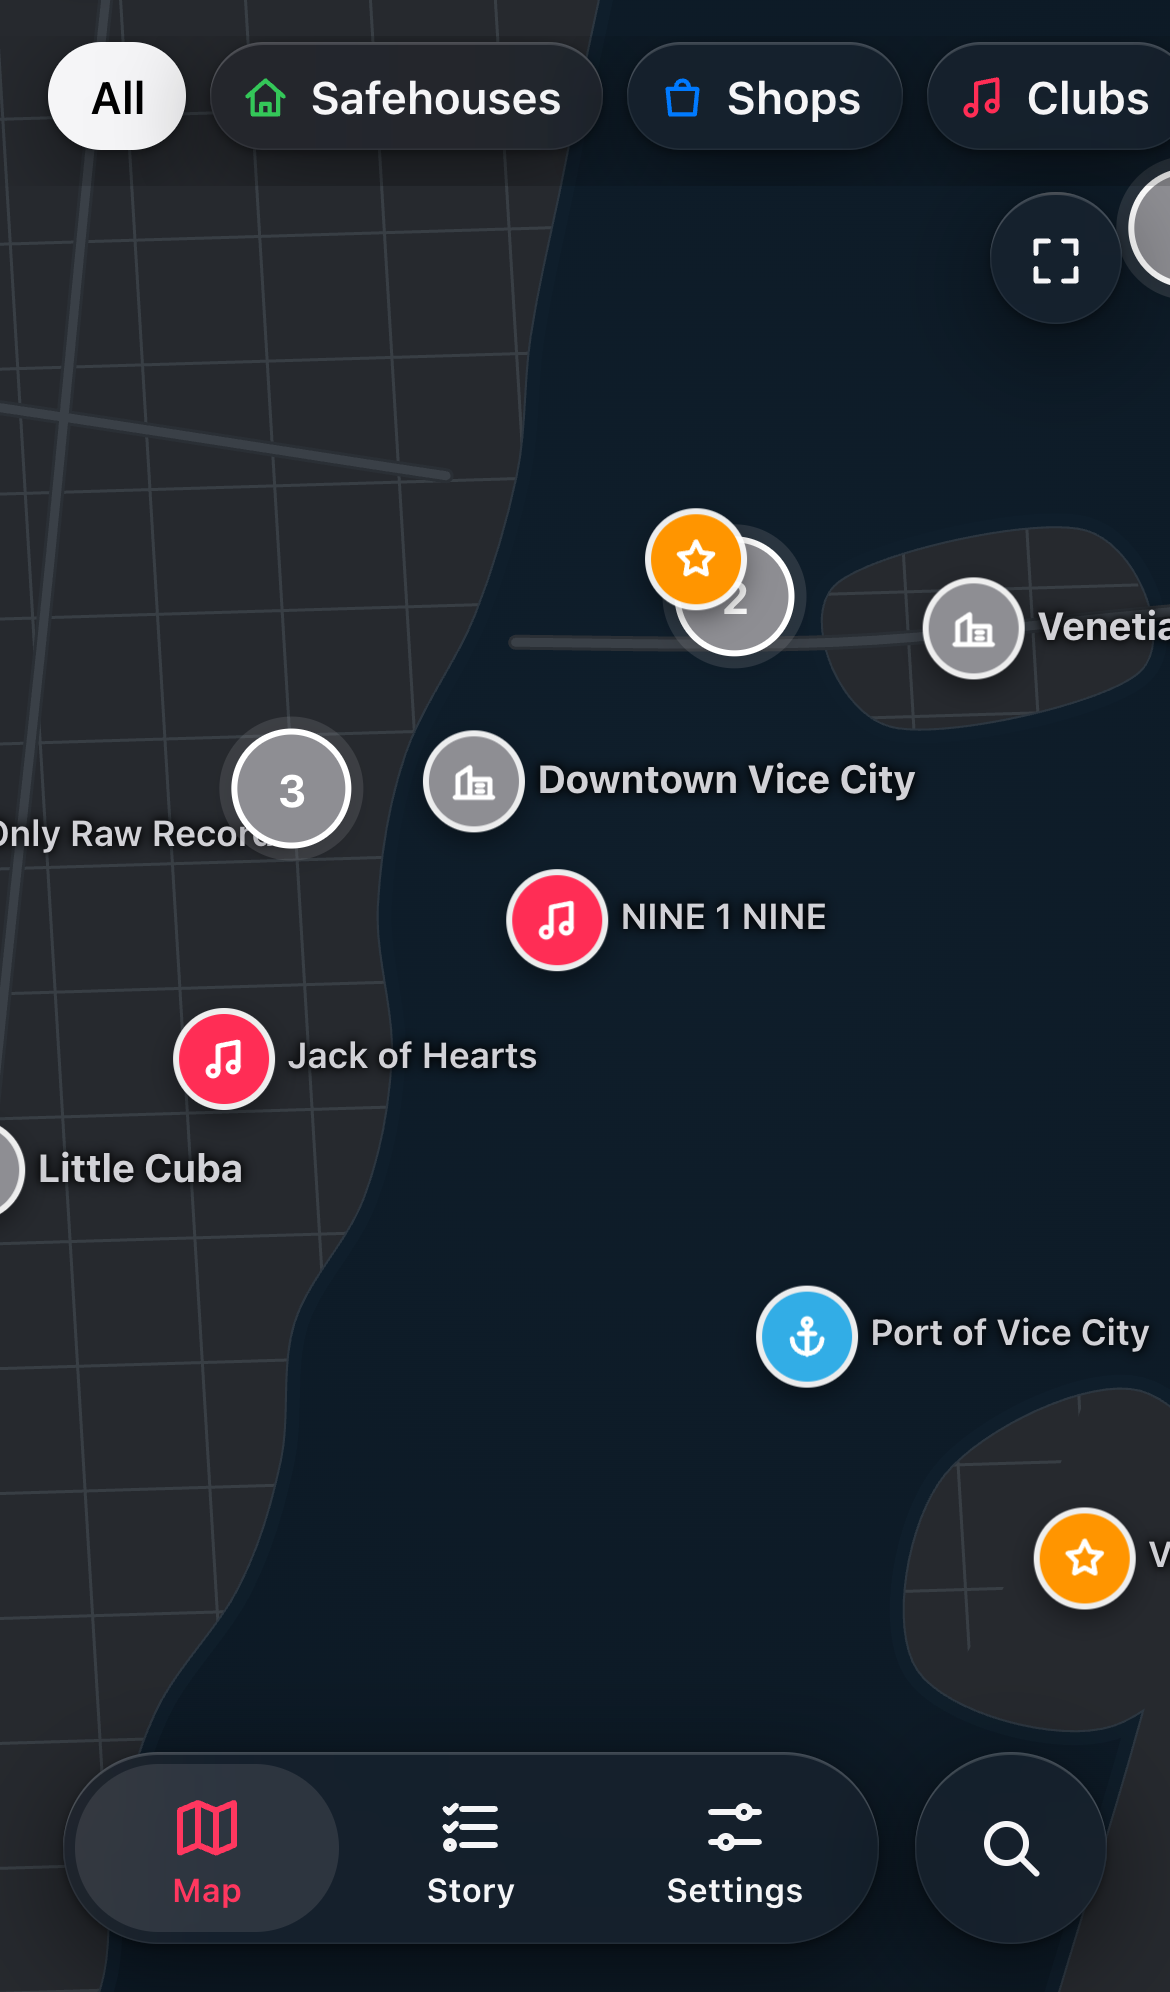 All
Safehouses
Shops
Clubs
2
Venetia
3
Downtown Vice City
Only Raw Record
NINE 1 NINE
Jack of Hearts
Little Cuba
Port of Vice City
V
Map
Story
Settings